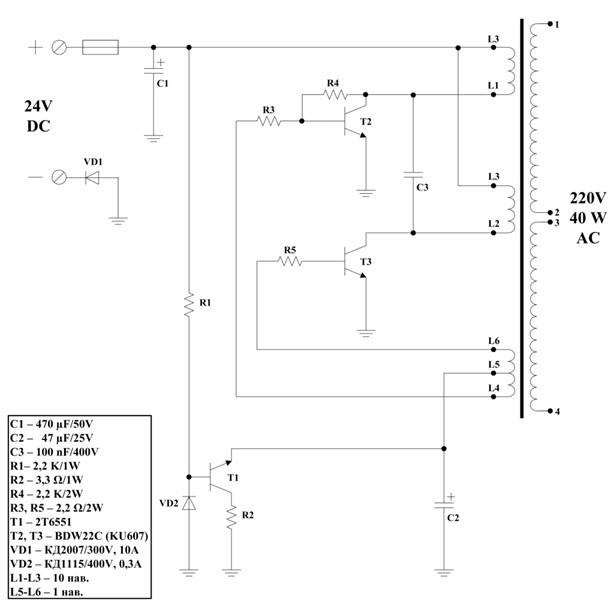 L3
1
+
+
C1
R4
L1
24V
DC
R3
T2
VD1
−
C3
L3
220V
40 W
AC
2
3
L2
R5
T3
R1
L6
L5
L4
4
C1 – 470 µF/50V
C2 – 47 µF/25V
C3 – 100 nF/400V
R1– 2,2 K/1W
R2 – 3,3 Ω/1W
R4 – 2,2 K/2W
R3, R5 – 2,2 Ω/2W
T1 – 2T6551
T2, T3 – BDW22C (KU607)
VD1 – КД2007/300V, 10A
VD2 – КД1115/400V, 0,3A
L1-L3 – 10 нав.
L5-L6 – 1 нав.
VD2
T1
R2
+
C2